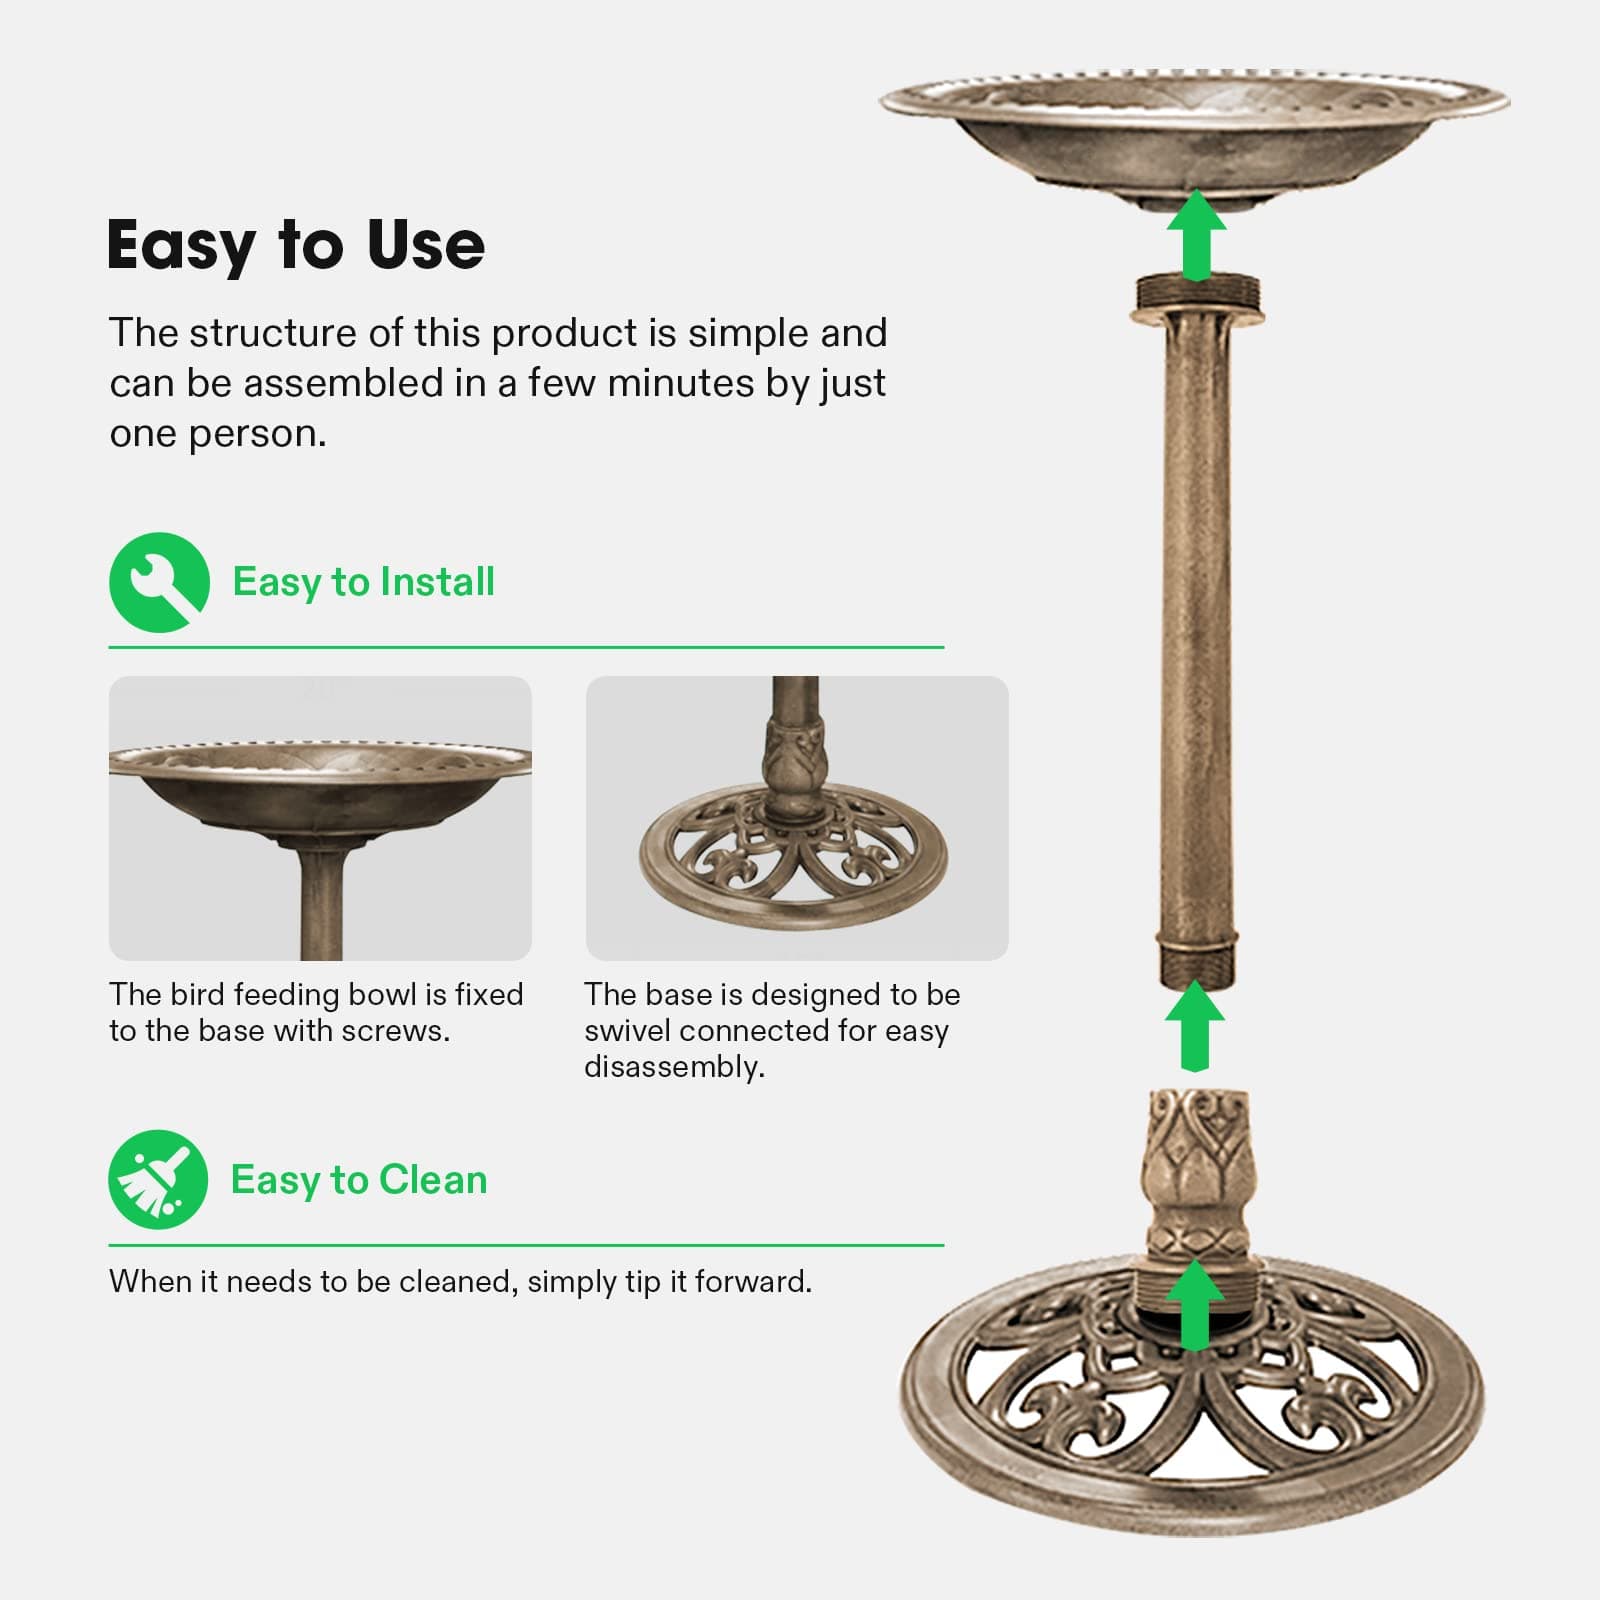 Easy to Use
The structure of this product is simple and
can be assembled in a few minutes by just
one person.
Easy to Install
The bird feeding bowl is fixed
to the base with screws.
The base is designed to be
swivel connected for easy
disassembly.
Easy to Clean
When it needs to be cleaned, simply tip it forward.